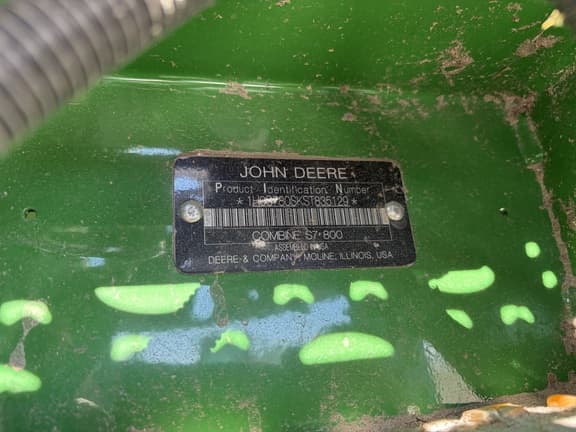 JOHN DEERE
Product Identification Number
COMBINE S7 800
ASSEMBLED IN USA
DEERE & COMPANY MOLINE, ILLINOIS, USA